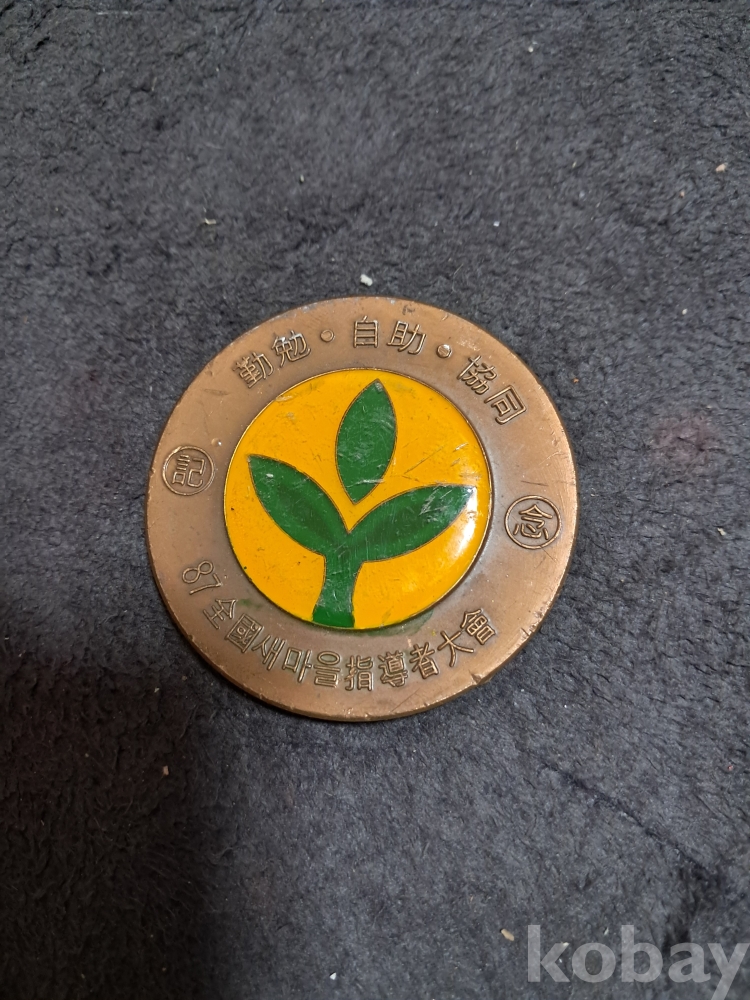 勤勉·自助·協同
記 念
87 全國새마을指導者大會
kobay